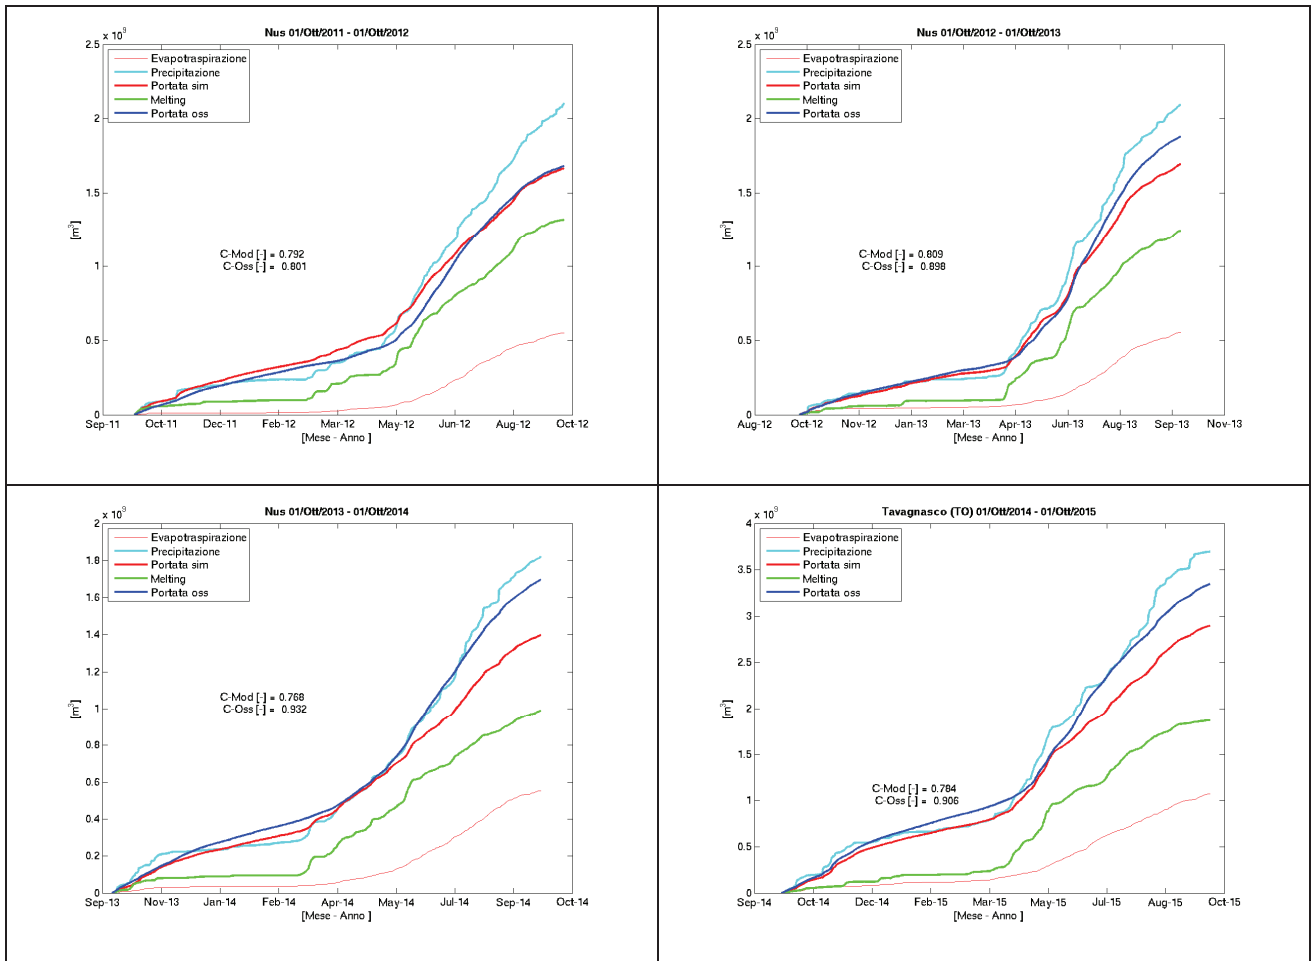 Nus 01/Ott/2011 - 01/Ott/2012
x 10^9
2.5
2
1.5
1
0.5
0
[m^3]
Evapotraspirazione
Precipitazione
Portata sim
Melting
Portata oss
C-Mod [-] = 0.792
C-Oss [-] = 0.801
Sep-11 Oct-11 Dec-11 Feb-12 Mar-12 May-12 Jun-12 Aug-12 Oct-12
[Mese - Anno ]
Nus 01/Ott/2012 - 01/Ott/2013
x 10^9
2.5
2
1.5
1
0.5
0
[m^3]
Evapotraspirazione
Precipitazione
Portata sim
Melting
Portata oss
C-Mod [-] = 0.809
C-Oss [-] = 0.898
Aug-12 Oct-12 Nov-12 Jan-13 Mar-13 Apr-13 Jun-13 Aug-13 Sep-13 Nov-13
[Mese - Anno ]
Nus 01/Ott/2013 - 01/Ott/2014
x 10^9
2
1.8
1.6
1.4
1.2
1
0.8
0.6
0.4
0.2
0
[m^3]
Evapotraspirazione
Precipitazione
Portata sim
Melting
Portata oss
C-Mod [-] = 0.768
C-Oss [-] = 0.932
Sep-13 Nov-13 Jan-14 Feb-14 Apr-14 May-14 Jul-14 Sep-14 Oct-14
[Mese - Anno ]
Tavagnasco (TO) 01/Ott/2014 - 01/Ott/2015
x 10^9
4
3.5
3
2.5
2
1.5
1
0.5
0
[m^3]
Evapotraspirazione
Precipitazione
Portata sim
Melting
Portata oss
C-Mod [-] = 0.784
C-Oss [-] = 0.906
Sep-14 Oct-14 Dec-14 Feb-15 Mar-15 May-15 Jul-15 Aug-15 Oct-15
[Mese - Anno ]